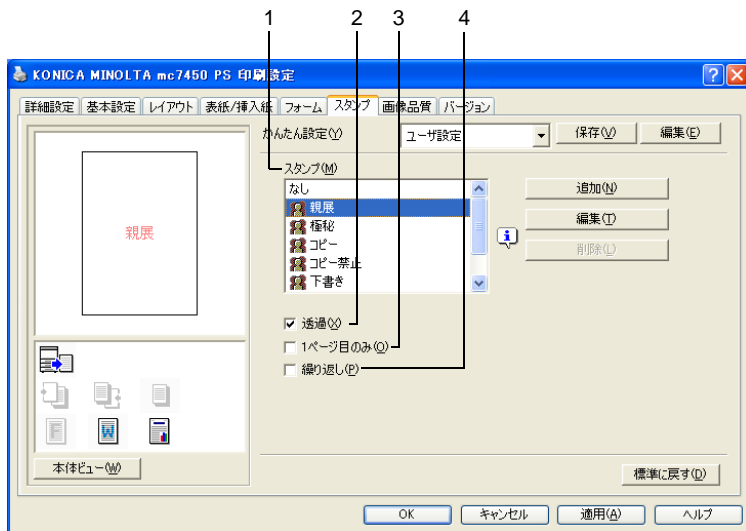 1 2 3 4
KONICA MINOLTA mc7450 PS 印刷設定
詳細設定 基本設定 レイアウト 表紙/挿入紙 フォーム スタンプ 画像品質 バージョン
かんたん設定(Y) ユーザ設定 保存(V) 編集(E)
スタンプ(M)
なし
親展
極秘
コピー
コピー禁止
下書き
追加(N)
編集(T)
削除(L)
親展
透過(X)
1ページ目のみ(O)
繰り返し(P)
F W
本体ビュー(W)
標準に戻す(D)
OK キャンセル 適用(A) ヘルプ